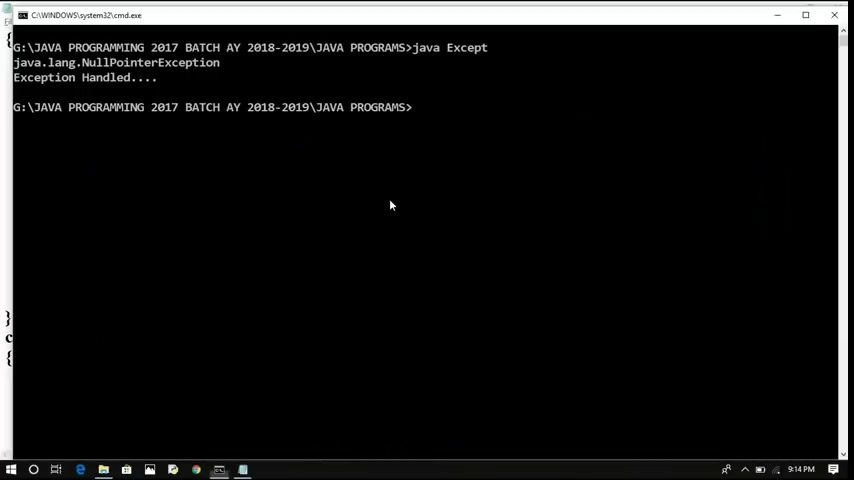 C:\WINDOWS\system32\cmd.exe
G:\JAVA PROGRAMMING 2017 BATCH AY 2018-2019\JAVA PROGRAMS>java Except
java.lang.NullPointerException
Exception Handled....
G:\JAVA PROGRAMMING 2017 BATCH AY 2018-2019\JAVA PROGRAMS>
{
}
c
{
9:14 PM